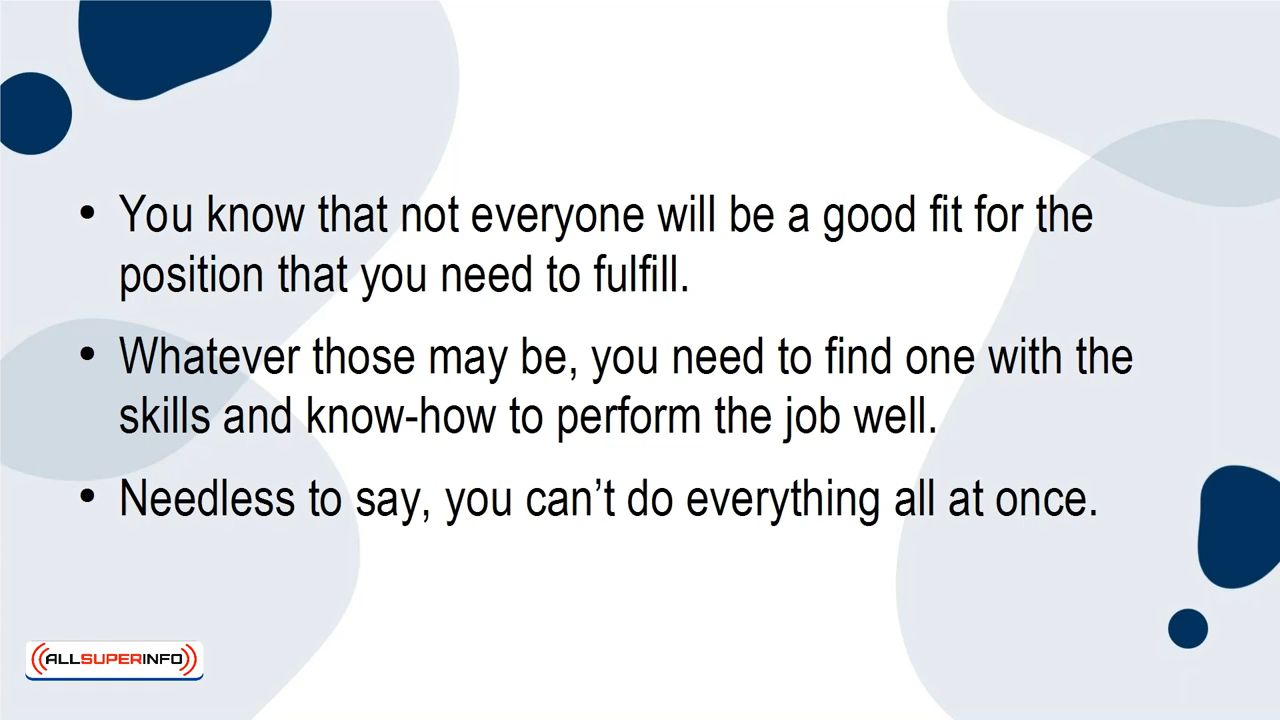 • You know that not everyone will be a good fit for the
position that you need to fulfill.
• Whatever those may be, you need to find one with the
skills and know-how to perform the job well.
• Needless to say, you can’t do everything all at once.
ALLSUPERINFO